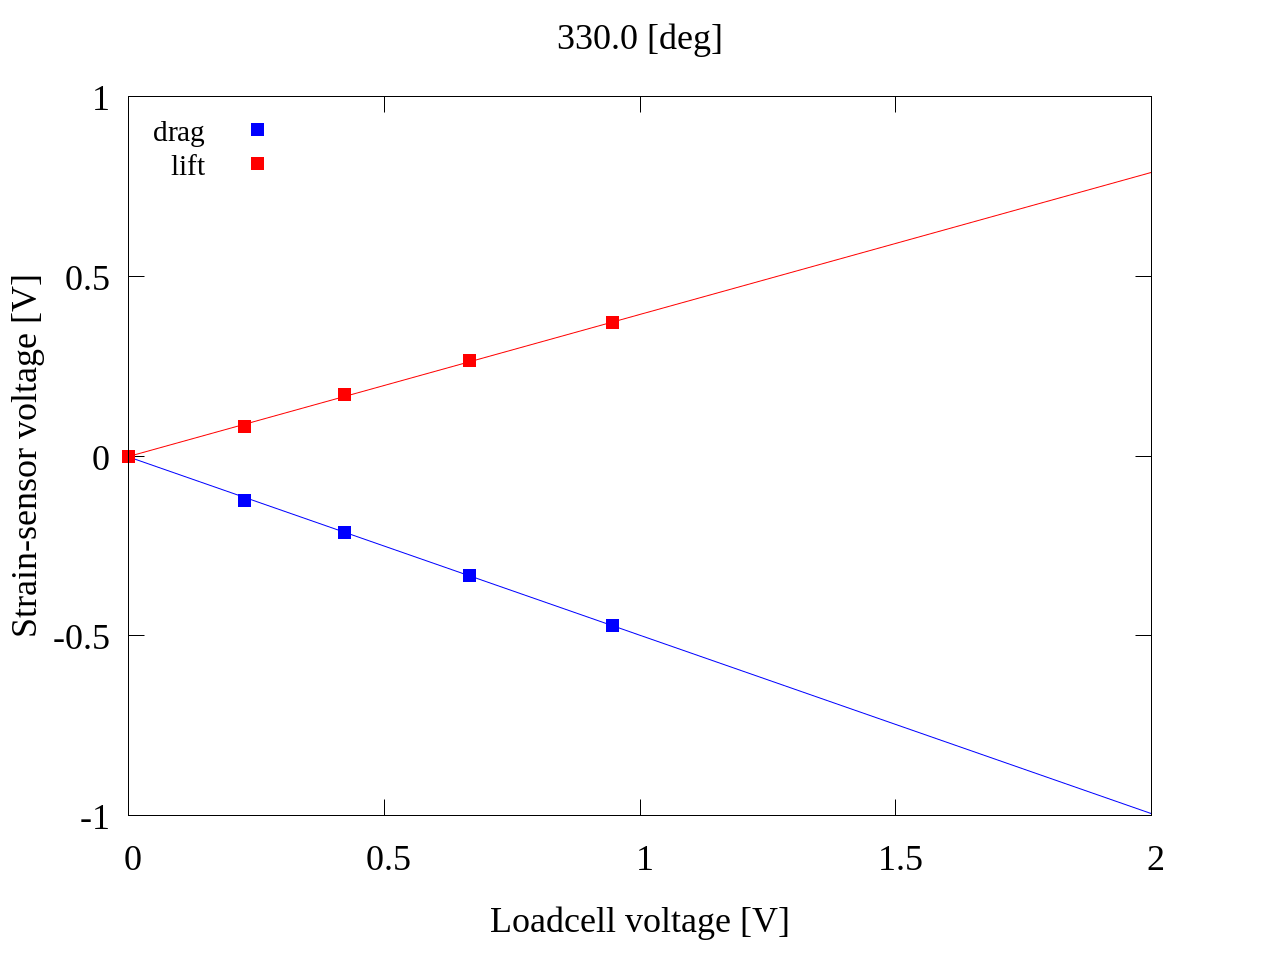 330.0 [deg]
drag
lift
1
0.5
0
-0.5
-1
Strain-sensor voltage [V]
0 0.5 1 1.5 2
Loadcell voltage [V]